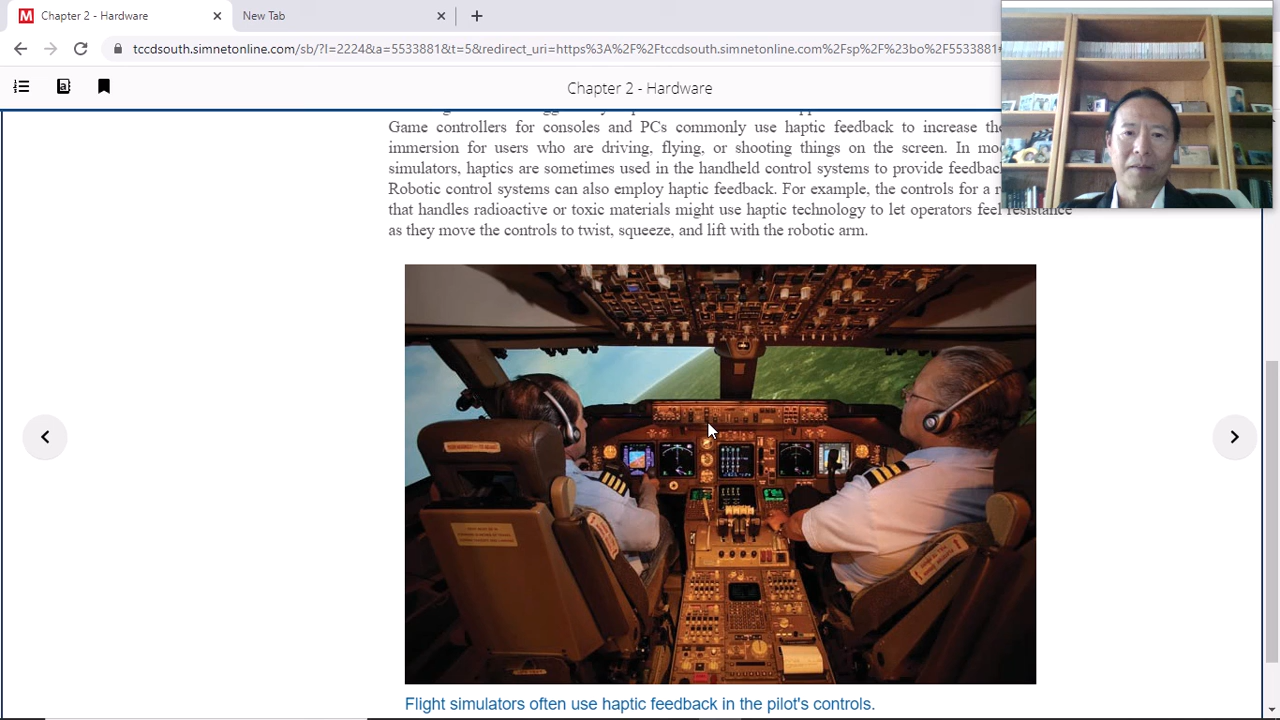 Chapter 2 - Hardware
New Tab
tccdsouth.simnetonline.com/sb/?l=2224&a=5533881&t=5&redirect_uri=https%3A%2F%2Ftccdsouth.simnetonline.com%2Fsp%2F%23bo%2F5533881
Chapter 2 - Hardware
Game controllers for consoles and PCs commonly use haptic feedback to increase the
immersion for users who are driving, flying, or shooting things on the screen. In
simulators, haptics are sometimes used in the handheld control systems to provide
Robotic control systems can also employ haptic feedback. For example, the controls for a
that handles radioactive or toxic materials might use haptic technology to let operators feel resistance
as they move the controls to twist, squeeze, and lift with the robotic arm.
Flight simulators often use haptic feedback in the pilot's controls.